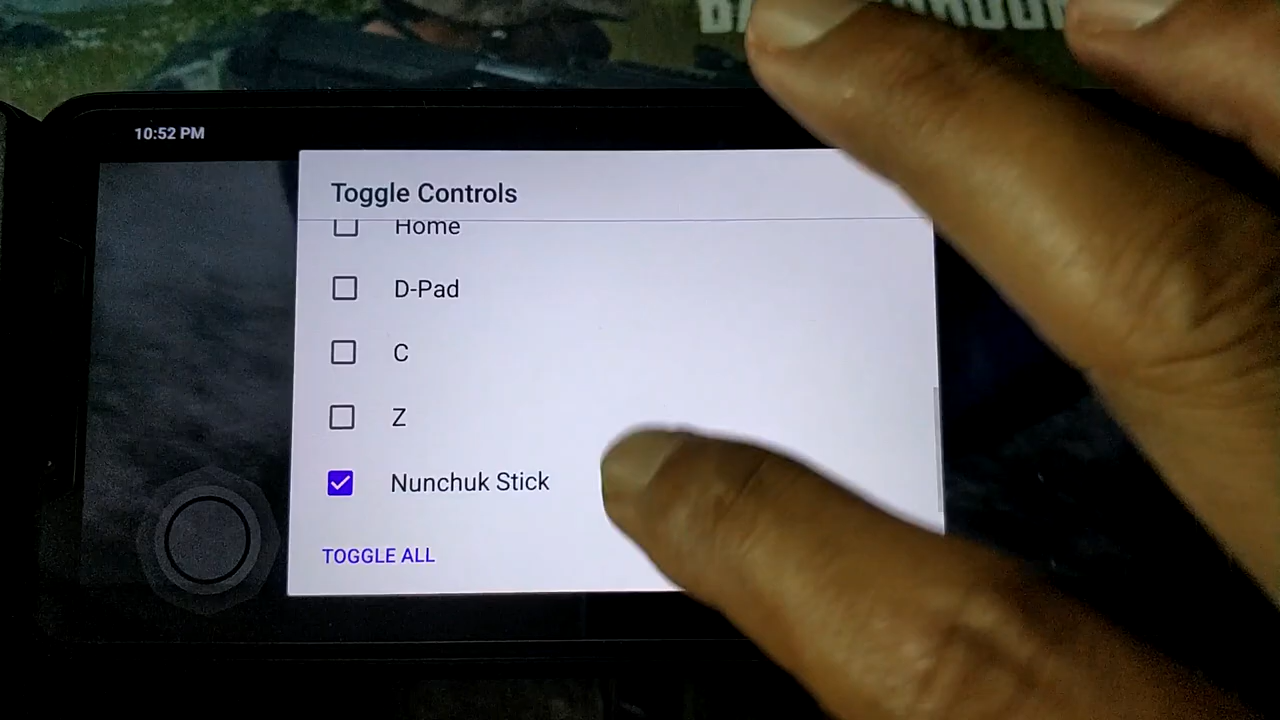 10:52 PM
Toggle Controls
Home
D-Pad
C
Z
Nunchuk Stick
TOGGLE ALL